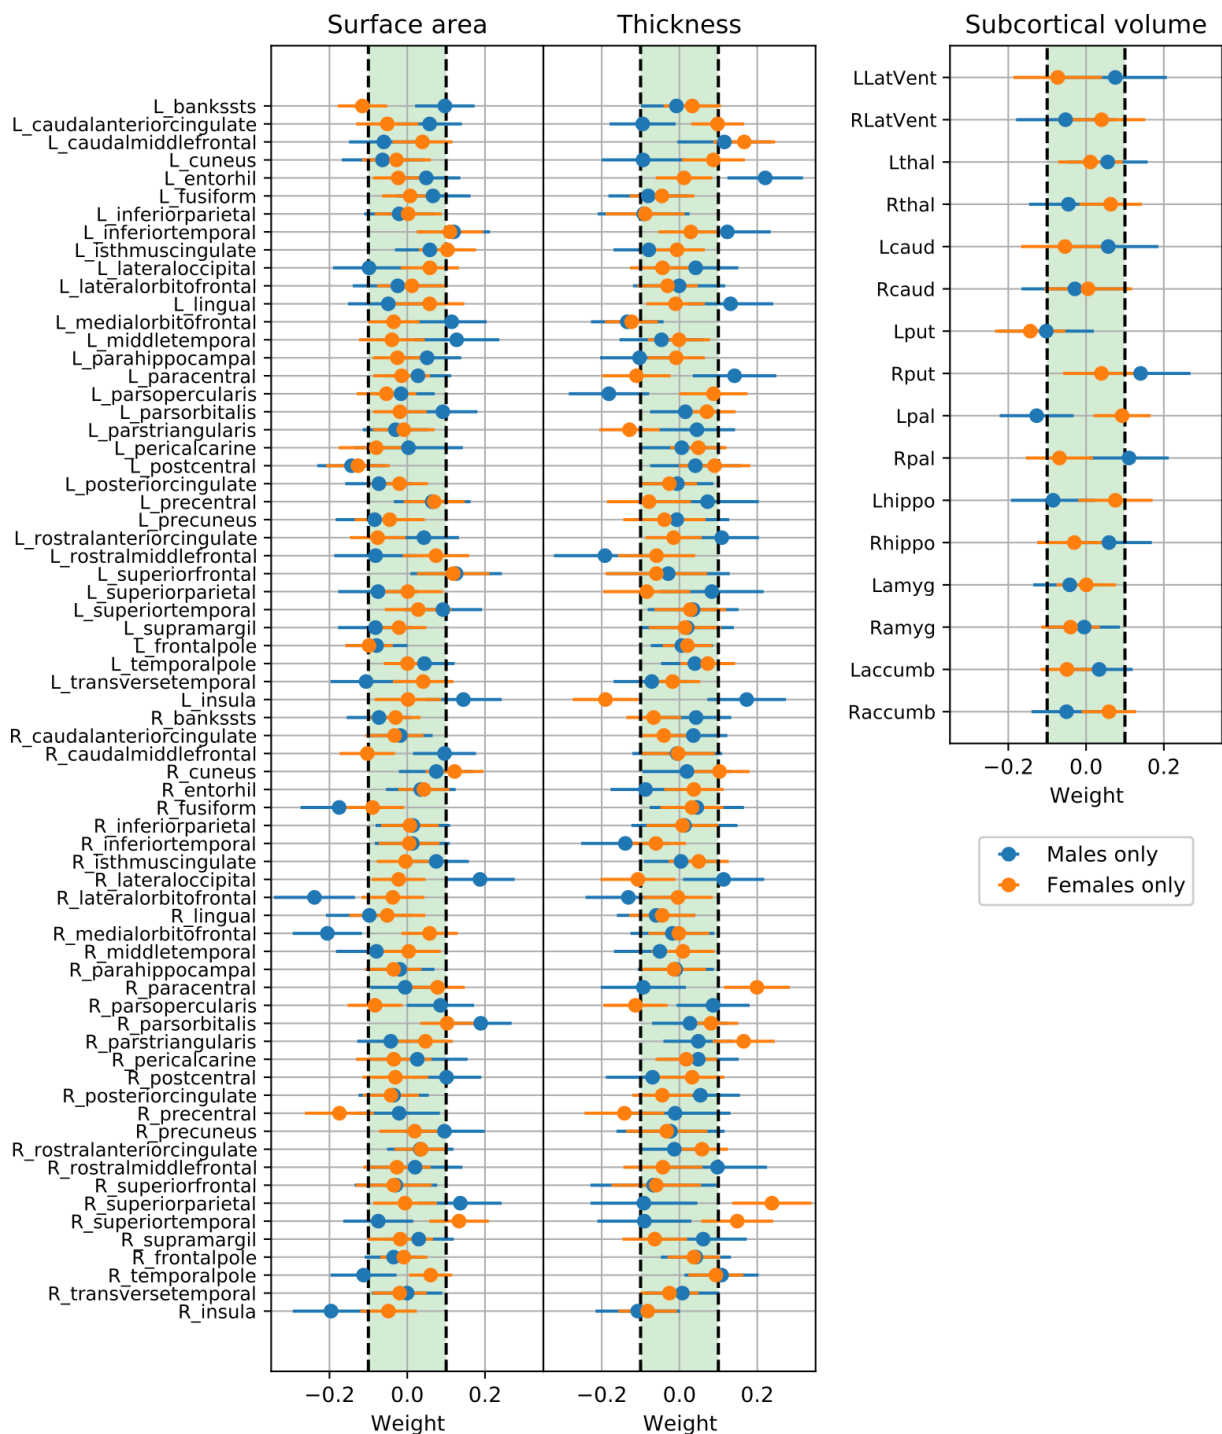 Surface area
Thickness
Subcortical volume
L_bankssts
L_caudalanteriorcingulate
L_caudalmiddlefrontal
L_cuneus
L_entorhil
L_fusiform
L_inferiorparietal
L_inferiortemporal
L_isthmuscingulate
L_lateraloccipital
L_lateralorbitofrontal
L_lingual
L_medialorbitofrontal
L_middletemporal
L_parahippocampal
L_paracentral
L_parsopercularis
L_parsorbitalis
L_parstriangularis
L_pericalcarine
L_postcentral
L_posteriorcingulate
L_precentral
L_precuneus
L_rostralanteriorcingulate
L_rostralmiddlefrontal
L_superiorfrontal
L_superiorparietal
L_superiortemporal
L_supramargil
L_frontalpole
L_temporalpole
L_transversetemporal
L_insula
R_bankssts
R_caudalanteriorcingulate
R_caudalmiddlefrontal
R_cuneus
R_entorhil
R_fusiform
R_inferiorparietal
R_inferiortemporal
R_isthmuscingulate
R_lateraloccipital
R_lateralorbitofrontal
R_lingual
R_medialorbitofrontal
R_middletemporal
R_parahippocampal
R_paracentral
R_parsopercularis
R_parsorbitalis
R_parstriangularis
R_pericalcarine
R_postcentral
R_posteriorcingulate
R_precentral
R_precuneus
R_rostralanteriorcingulate
R_rostralmiddlefrontal
R_superiorfrontal
R_superiorparietal
R_superiortemporal
R_supramargil
R_frontalpole
R_temporalpole
R_transversetemporal
R_insula
−0.2 0.0 0.2
Weight
−0.2 0.0 0.2
Weight
LLatVent
RLatVent
Lthal
Rthal
Lcaud
Rcaud
Lput
Rput
Lpal
Rpal
Lhippo
Rhippo
Lamyg
Ramyg
Laccumb
Raccumb
−0.2 0.0 0.2
Weight
Males only
Females only